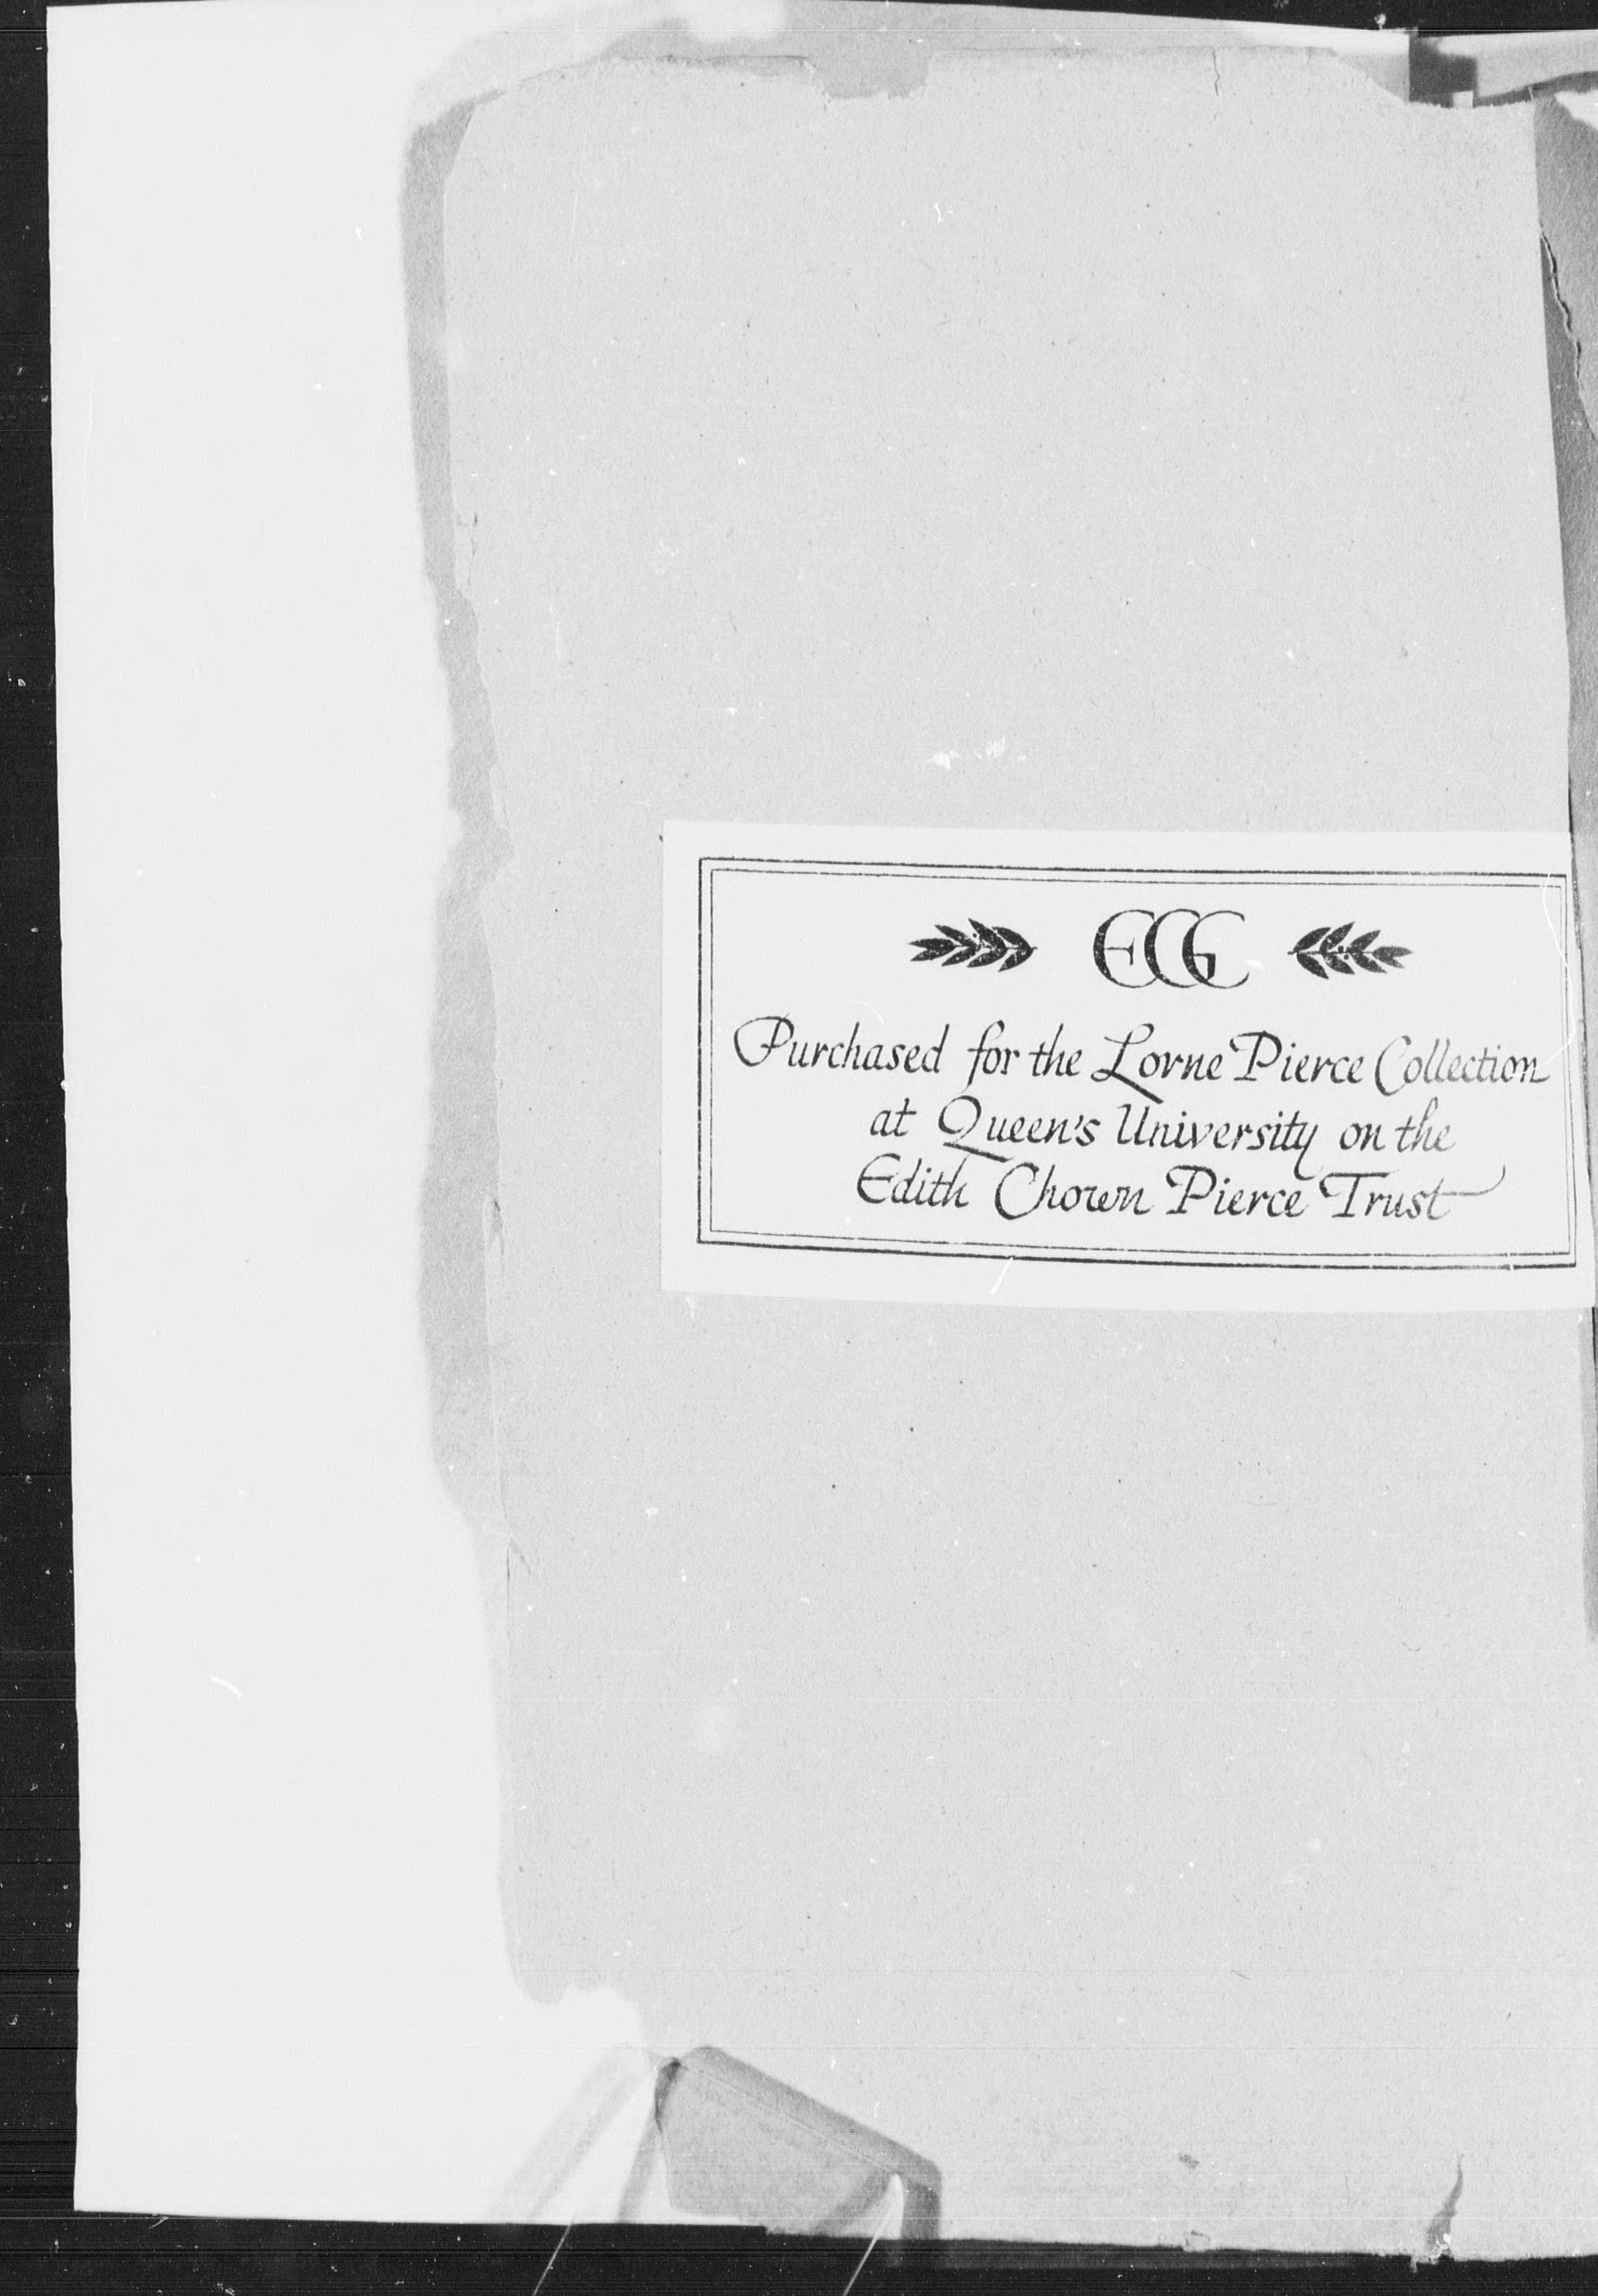 ECG
Purchased for the Lorne Pierce Collection
at Queen's University on the
Edith Chown Pierce Trust